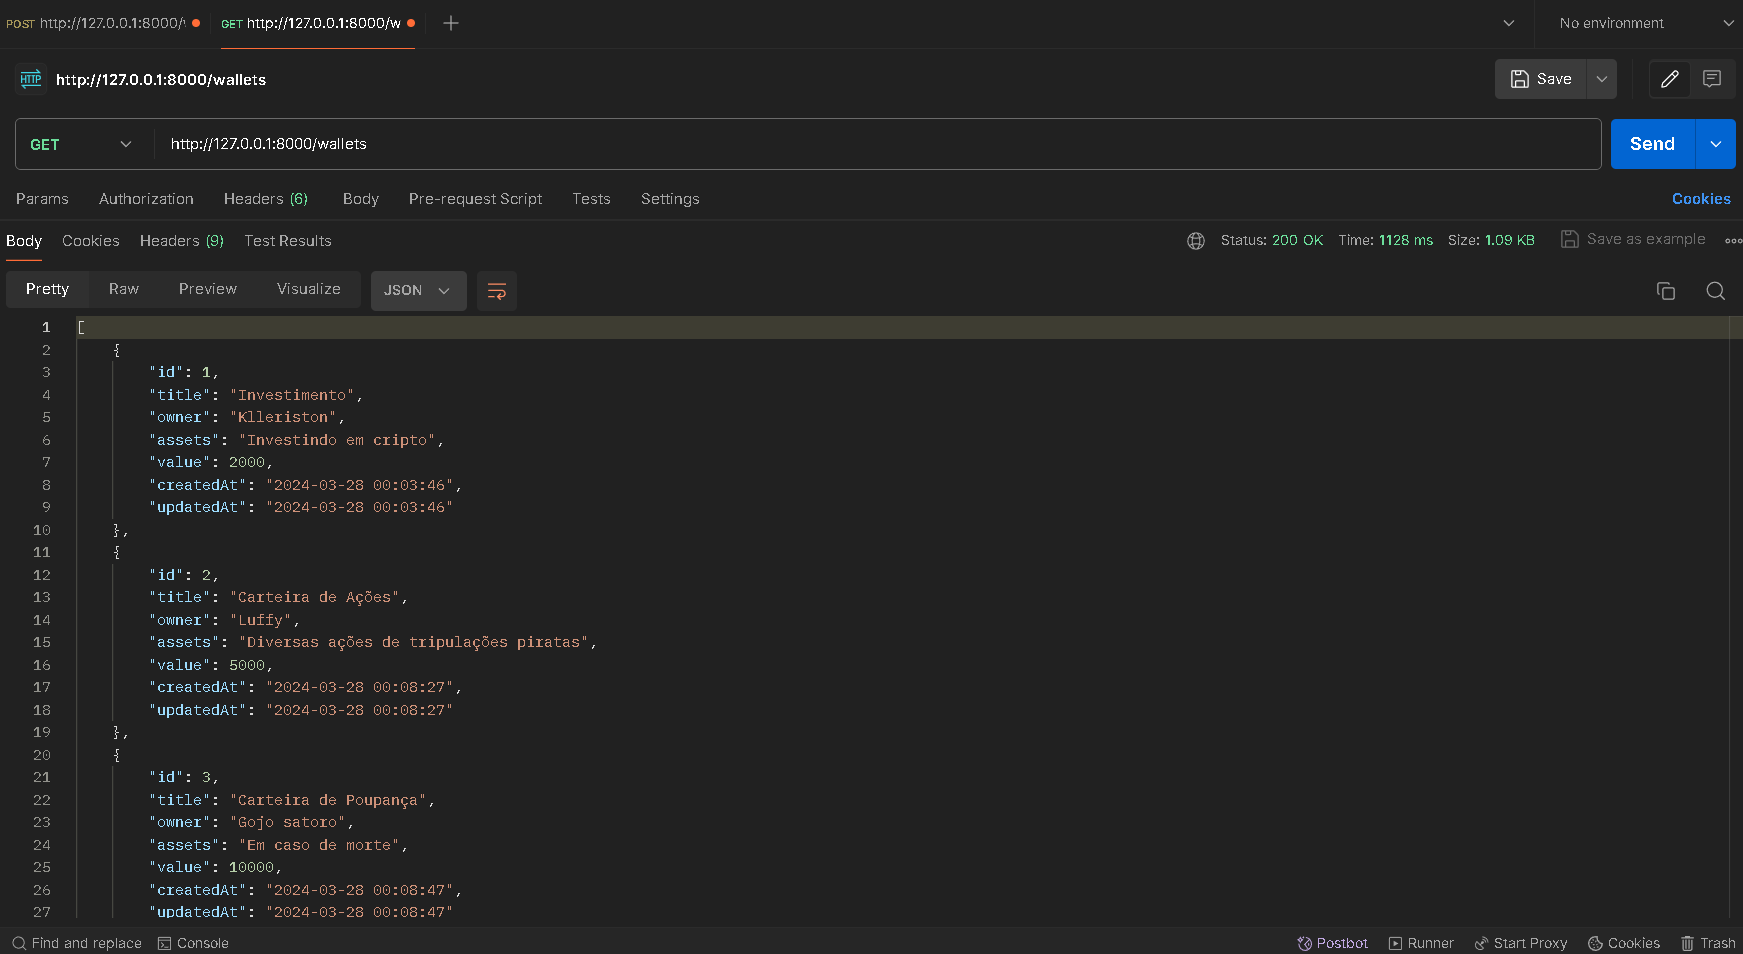 POST http://127.0.0.1:8000/ GET http://127.0.0.1:8000/w No environment
HTTP http://127.0.0.1:8000/wallets Save
GET http://127.0.0.1:8000/wallets Send
Params Authorization Headers (6) Body Pre-request Script Tests Settings Cookies
Body Cookies Headers (9) Test Results Status: 200 OK Time: 1128 ms Size: 1.09 KB Save as example
Pretty Raw Preview Visualize JSON
1 [
2 {
3 "id": 1,
4 "title": "Investimento",
5 "owner": "Klleriston",
6 "assets": "Investindo em cripto",
7 "value": 2000,
8 "createdAt": "2024-03-28 00:03:46",
9 "updatedAt": "2024-03-28 00:03:46"
10 },
11 {
12 "id": 2,
13 "title": "Carteira de Ações",
14 "owner": "Luffy",
15 "assets": "Diversas ações de tripulações piratas",
16 "value": 5000,
17 "createdAt": "2024-03-28 00:08:27",
18 "updatedAt": "2024-03-28 00:08:27"
19 },
20 {
21 "id": 3,
22 "title": "Carteira de Poupança",
23 "owner": "Gojo satoro",
24 "assets": "Em caso de morte",
25 "value": 10000,
26 "createdAt": "2024-03-28 00:08:47",
27 "updatedAt": "2024-03-28 00:08:47"
Find and replace Console Postbot Runner Start Proxy Cookies Trash